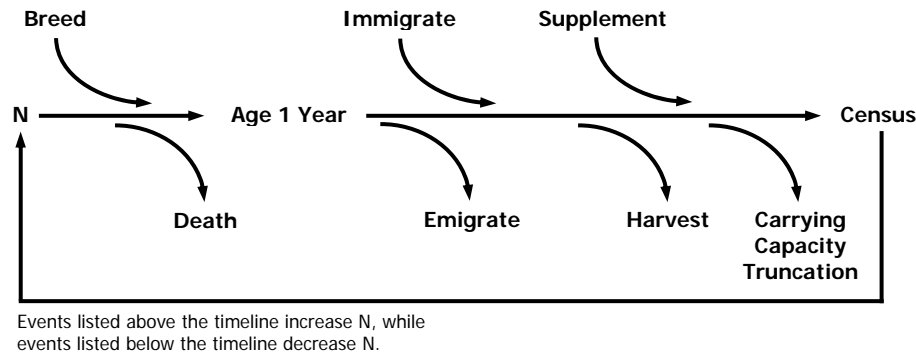 Breed
Immigrate
Supplement
N
Age 1 Year
Census
Death
Emigrate
Harvest
Carrying
Capacity
Truncation
Events listed above the timeline increase N, while
events listed below the timeline decrease N.